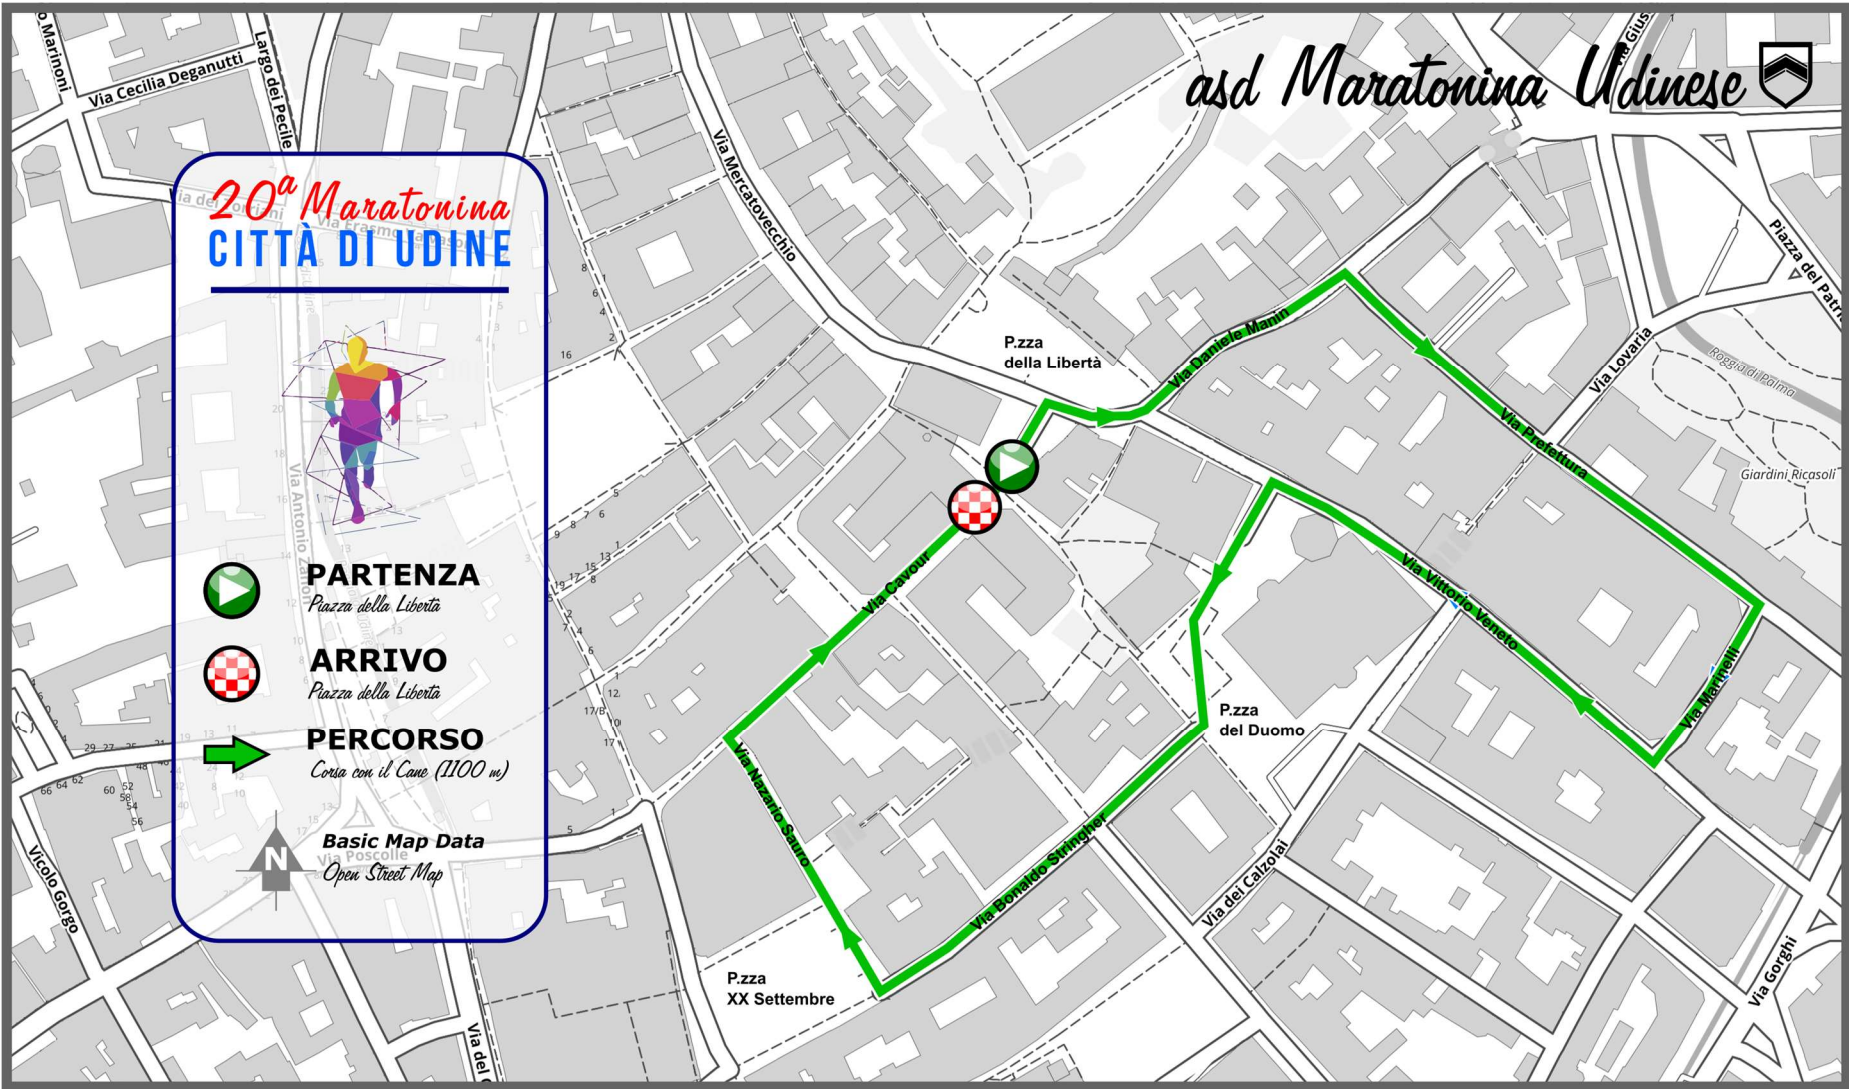 asd Maratonina Udinese
20a Maratonina
CITTÀ DI UDINE
PARTENZA
Piazza della Libertà
ARRIVO
Piazza della Libertà
PERCORSO
Corsa con il Cane (1100 m)
N
Basic Map Data
Open Street Map
Via Cecilia Deganutti
Largo dei Pecile
Via Mercatovecchio
Via Antonio Zanon
Via Poscolle
Vicolo Gorgo
P.zza
della Libertà
Via Daniele Manin
Via Prefettura
Via Lovaria
Roggia di Palma
Giardini Ricasoli
Via Marinelli
Via Vittorio Veneto
P.zza
del Duomo
Via Bonaldo Stringher
Via dei Calzolai
Via Gorghi
P.zza
XX Settembre
Via Nazario Sauro
Via Cavour